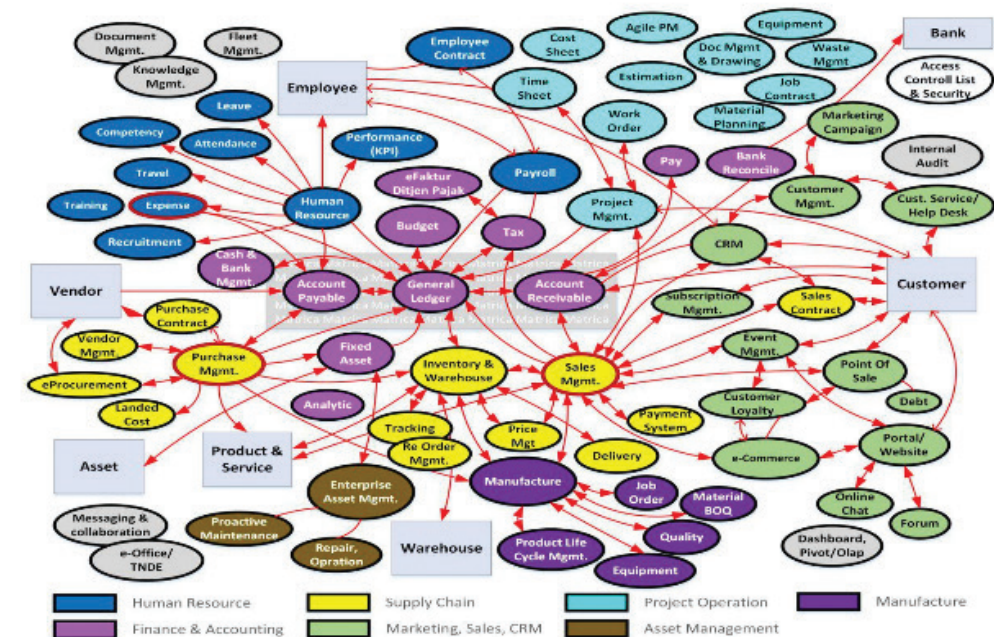 Document
Mgmt.
Fleet
Mgmt.
Knowledge
Mgmt.
Employee
Employee
Contract
Cost
Sheet
Agile PM
Equipment
Doc Mgmt
& Drawing
Waste
Mgmt
Bank
Access
Controll List
& Security
Time
Sheet
Estimation
Job
Contract
Material
Planning
Marketing
Campaign
Leave
Competency
Attendance
Performance
(KPI)
Work
Order
Travel
eFaktur
Ditjen Pajak
Payroll
Pay
Bank
Reconcile
Internal
Audit
Training
Expense
Human
Resource
Budget
Tax
Project
Mgmt.
Customer
Mgmt.
Cust. Service/
Help Desk
Recruitment
CRM
Cash &
Bank
Mgmt.
Vendor
Account
Payable
General
Ledger
Account
Receivable
Customer
Purchase
Contract
Subscription
Mgmt.
Sales
Contract
Vendor
Mgmt.
Purchase
Mgmt.
Fixed
Asset
Inventory &
Warehouse
Sales
Mgmt.
Event
Mgmt.
Point Of
Sale
eProcurement
Landed
Cost
Analytic
Customer
Loyalty
Debt
Tracking
Re Order
Mgmt.
Price
Mgt
Payment
System
Delivery
e-Commerce
Portal/
Website
Asset
Product &
Service
Enterprise
Asset Mgmt.
Manufacture
Job
Order
Material
BOQ
Online
Chat
Forum
Messaging &
collaboration
Proactive
Maintenance
Quality
e-Office/
TNDE
Repair,
Opration
Warehouse
Product Life
Cycle Mgmt.
Equipment
Dashboard,
Pivot/Olap
Human Resource
Supply Chain
Project Operation
Manufacture
Finance & Accounting
Marketing, Sales, CRM
Asset Management